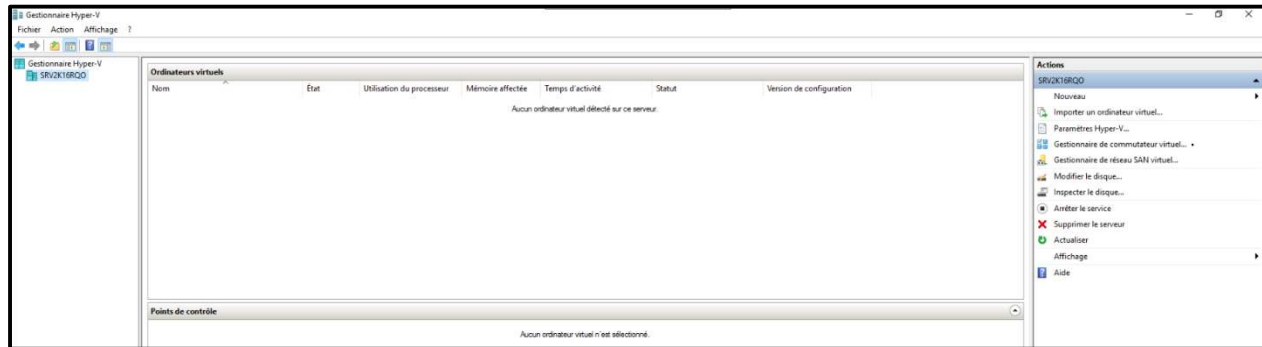 Gestionnaire Hyper-V
Fichier Action Affichage ?
Gestionnaire Hyper-V
SRV2K16RQO
Ordinateurs virtuels
Nom État Utilisation du processeur Mémoire affectée Temps d'activité Statut Version de configuration
Aucun ordinateur virtuel détecté sur ce serveur.
Points de contrôle
Aucun ordinateur virtuel n'est sélectionné.
Actions
SRV2K16RQO
Nouveau
Importer un ordinateur virtuel...
Paramètres Hyper-V...
Gestionnaire de commutateur virtuel...
Gestionnaire de réseau SAN virtuel...
Modifier le disque...
Inspecter le disque...
Arrêter le service
Supprimer le serveur
Actualiser
Affichage
Aide